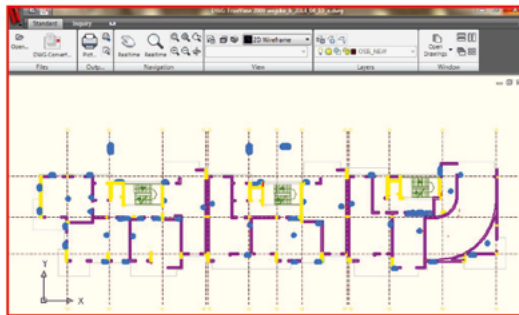 DWG TrueView 2009
Standard Inquiry
Open...
DWG Convert...
Plot...
Realtime Realtime
2D Wireframe
OSE_NEW
Open
Drawings
Files Outp... Navigation View Layers Window
Y
X